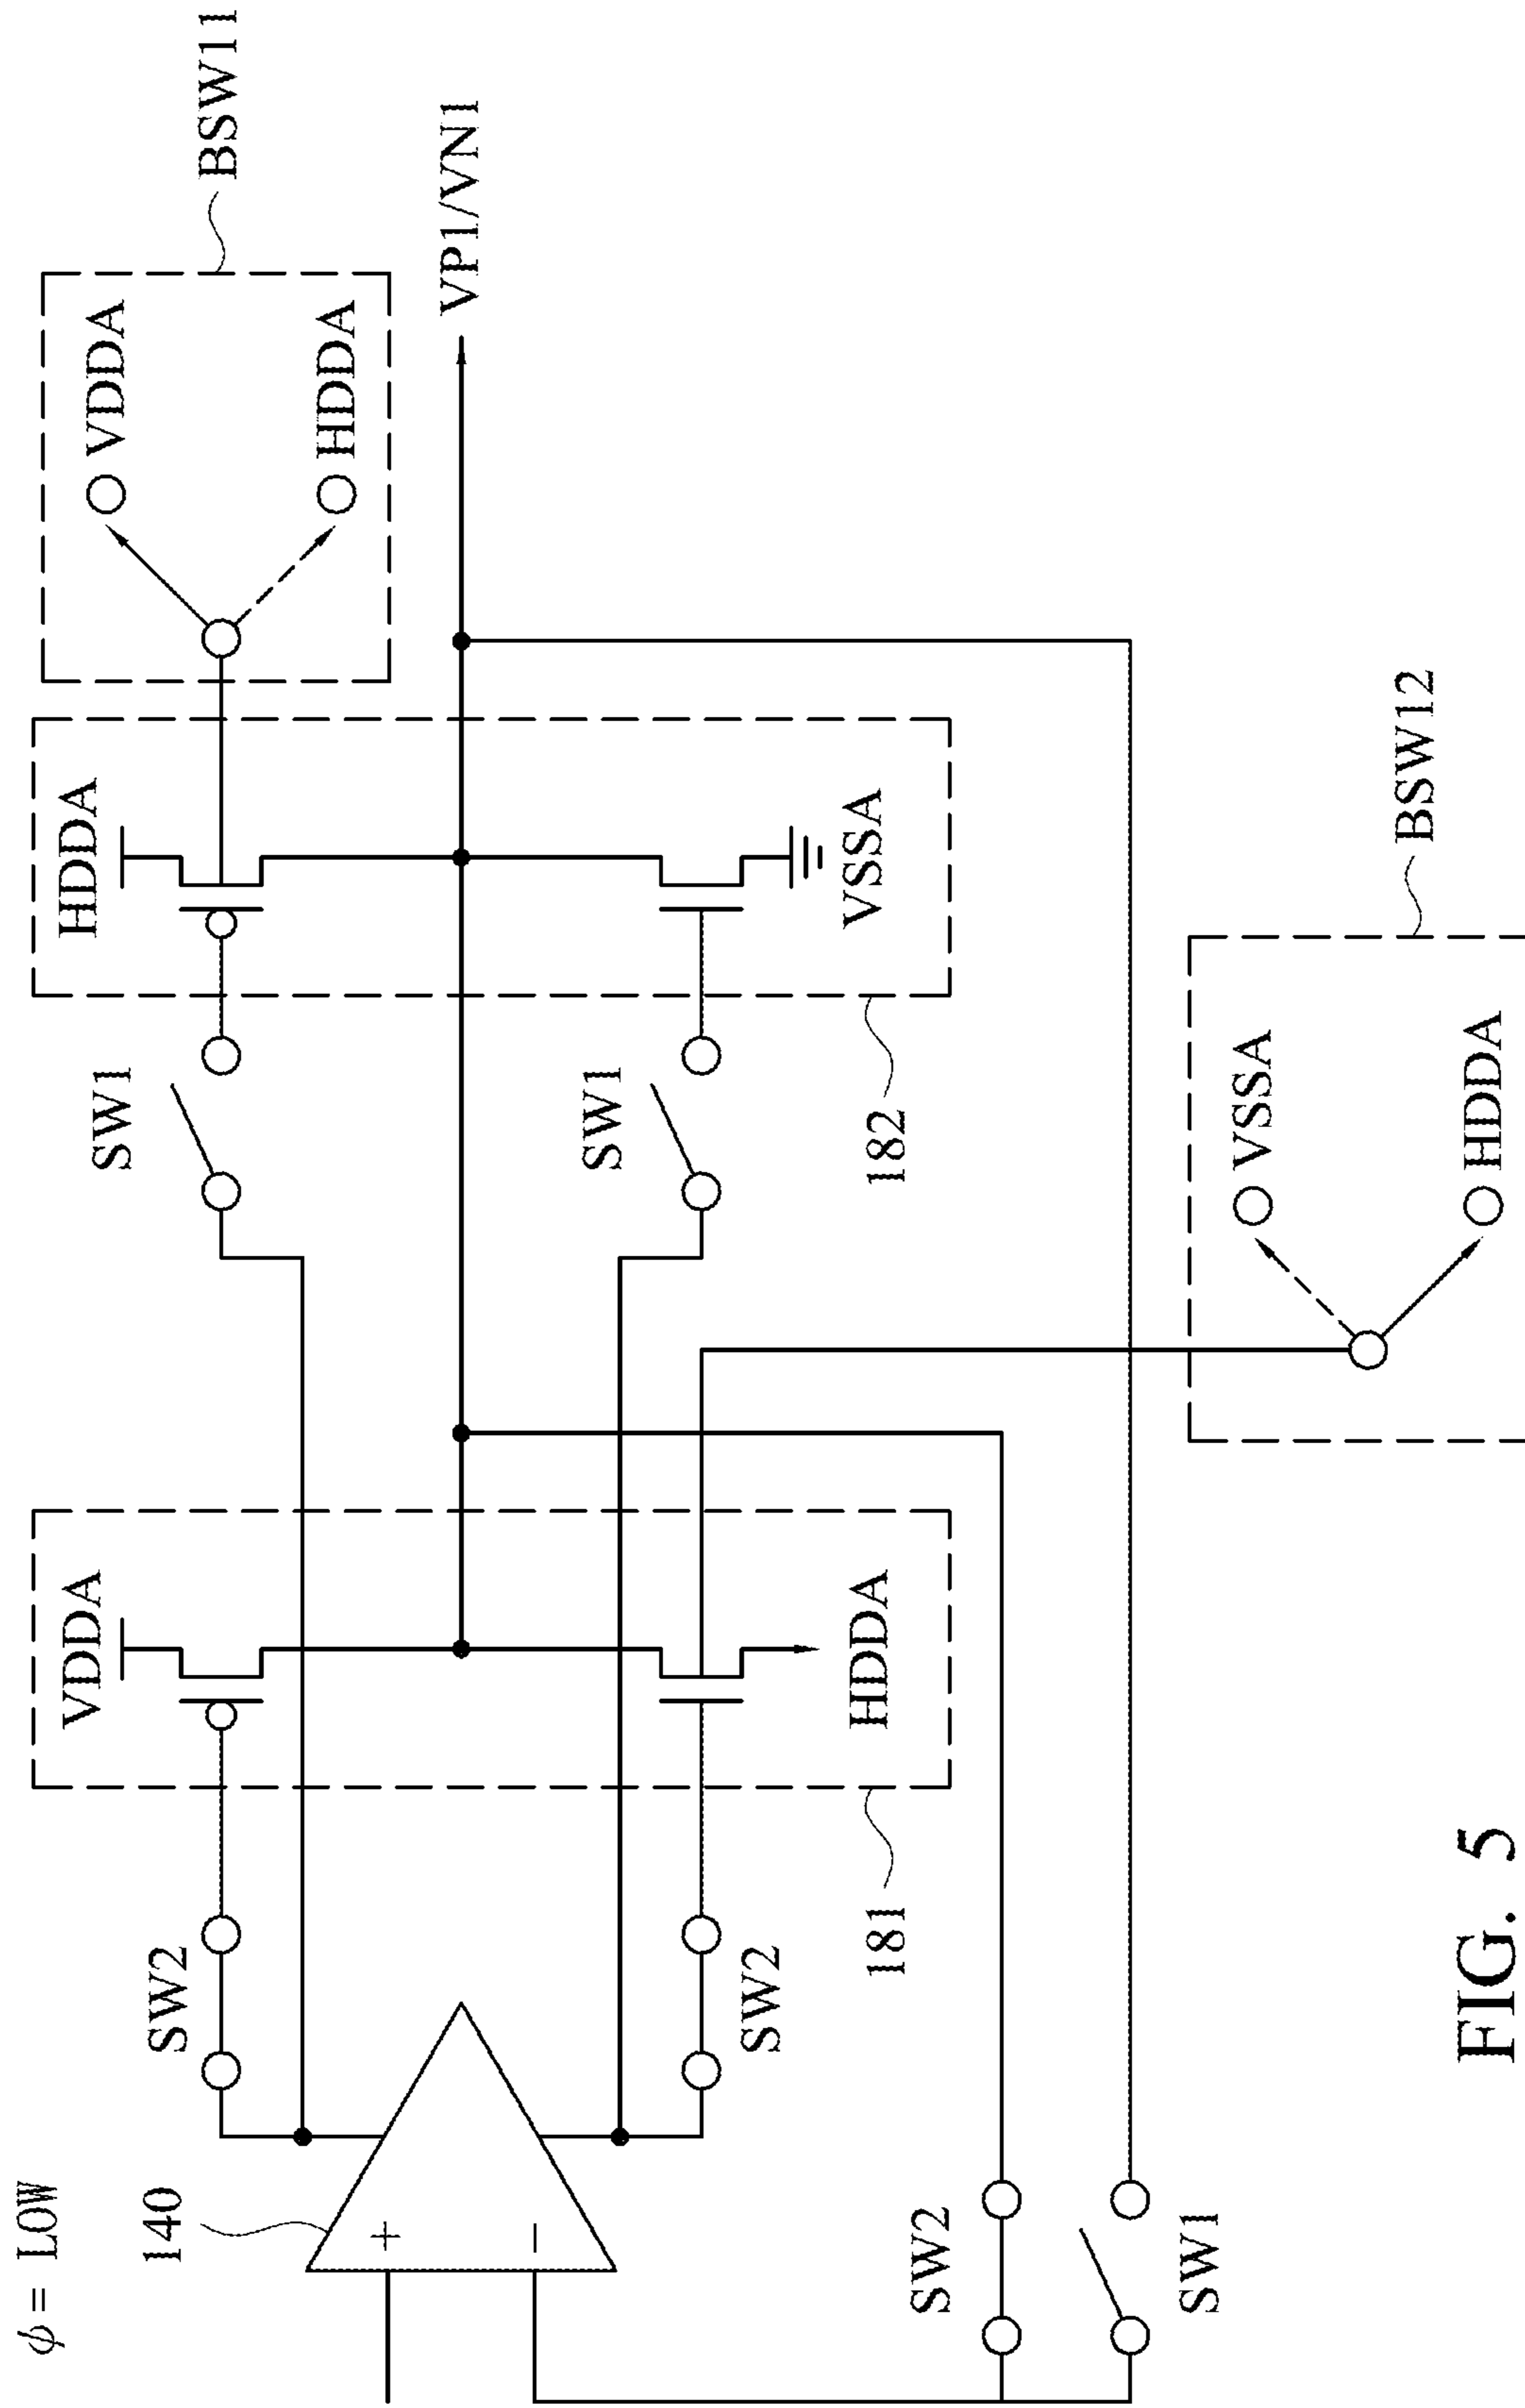 ϕ = LOW
140
SW2
VDDA
SW1
HDDA
VDDA
BSW11
HDDA
VP1/VN1
+
−
SW2
SW1
181
HDDA
182
VSSA
SW2
SW1
VSSA
HDDA
BSW12
FIG. 5